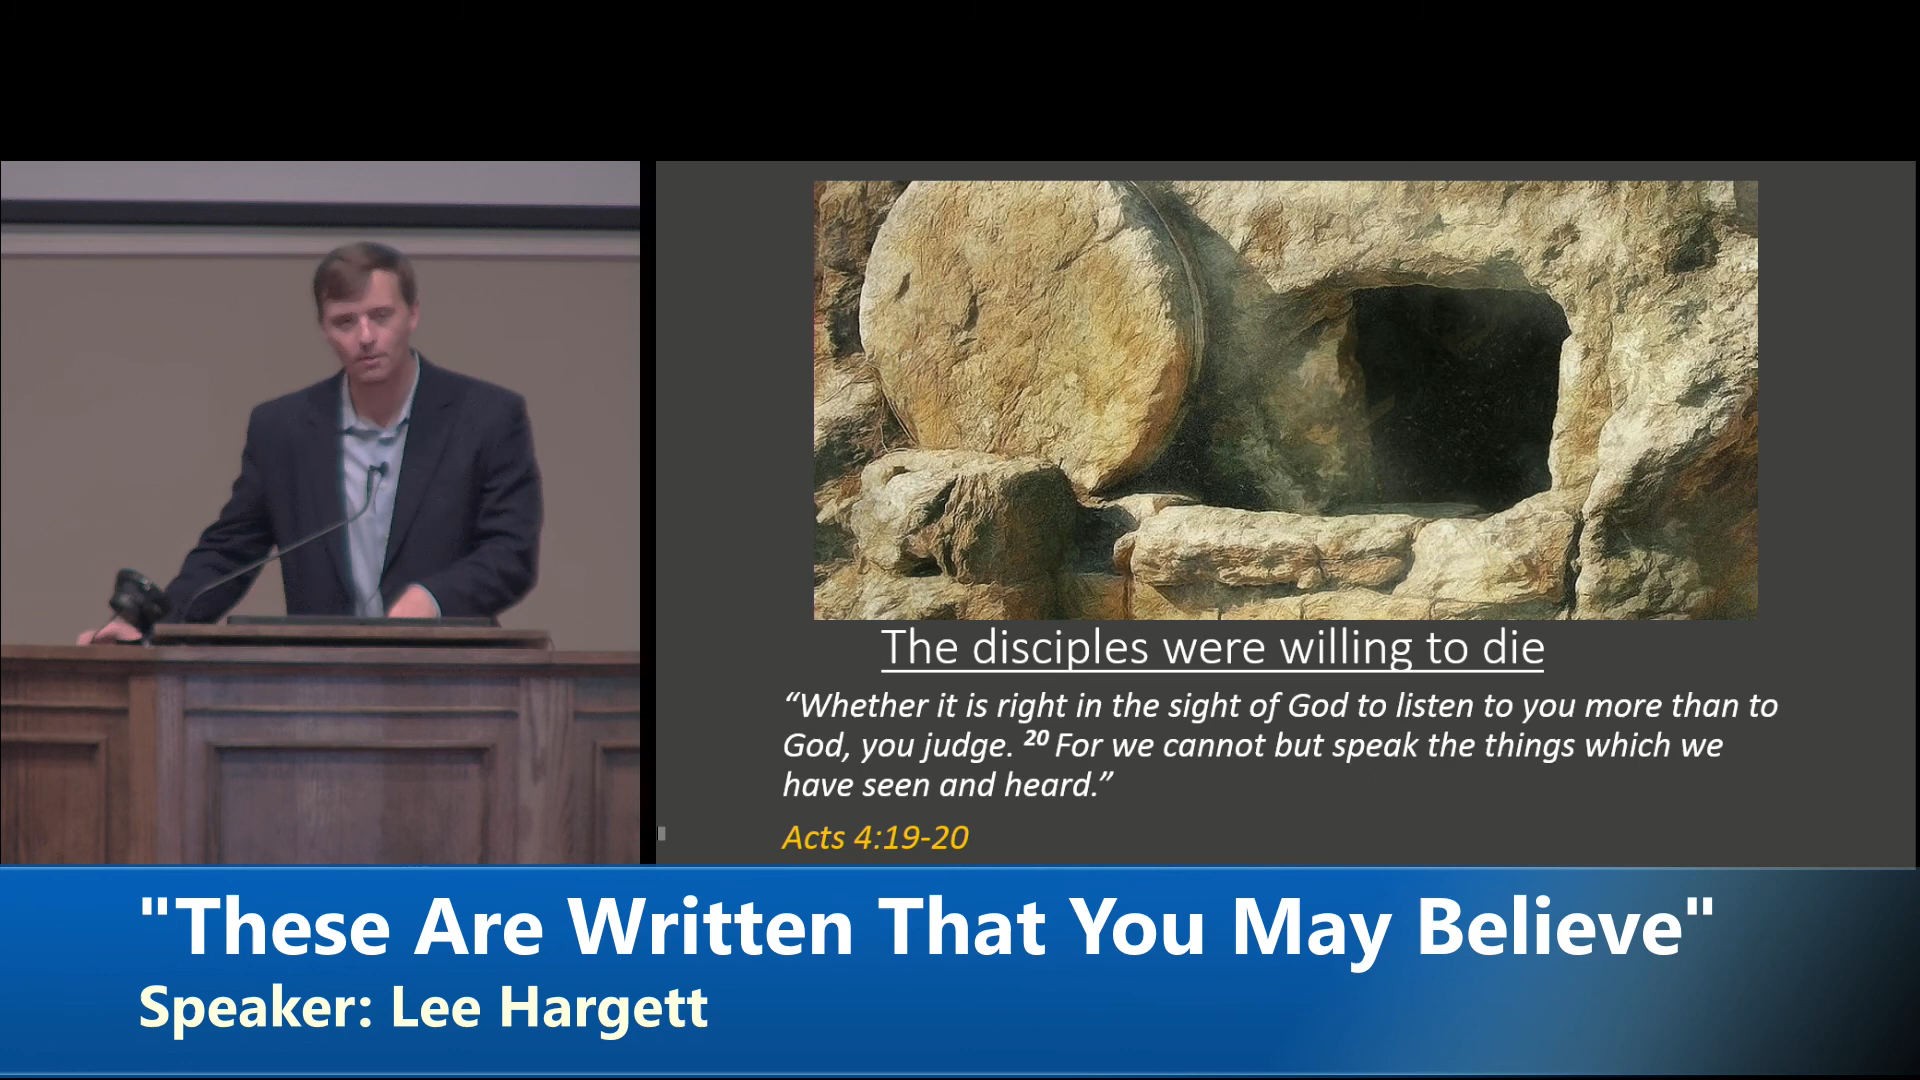 The disciples were willing to die
“Whether it is right in the sight of God to listen to you more than to
God, you judge. 20 For we cannot but speak the things which we
have seen and heard.”
Acts 4:19-20
"These Are Written That You May Believe"
Speaker: Lee Hargett